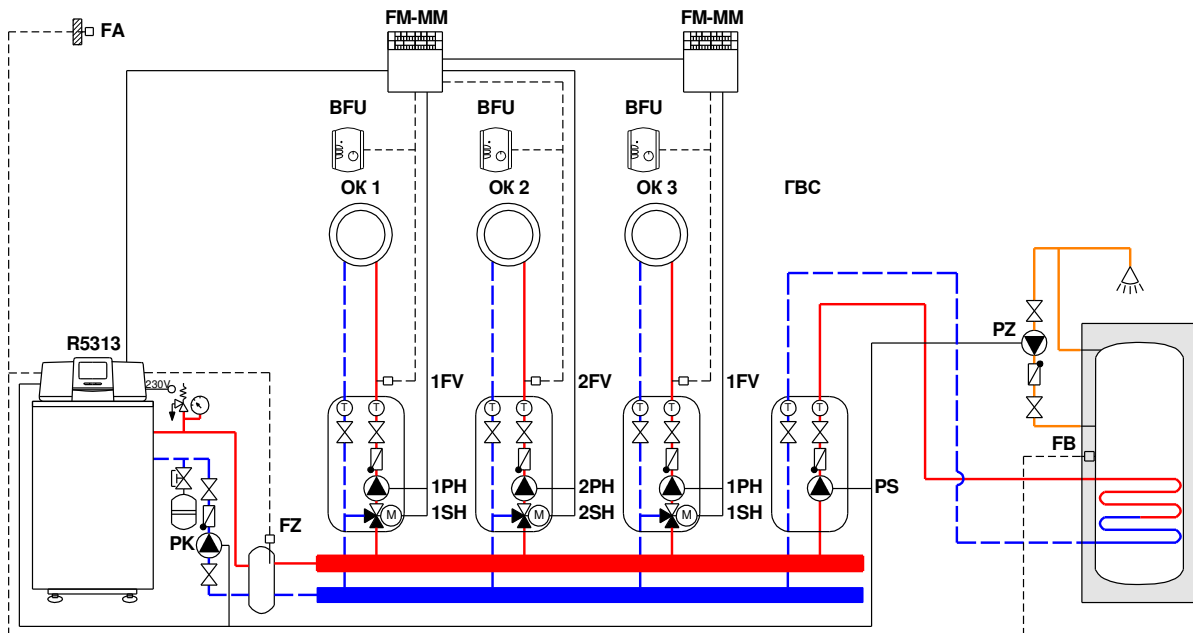 FM-MM
FM-MM
FA
BFU
BFU
BFU
ОК 1
ОК 2
ОК 3
ГВС
R5313
230V
PZ
1FV
2FV
1FV
T
T
T
T
T
T
T
T
FB
1PH
2PH
1PH
PS
1SH
2SH
1SH
M
M
M
FZ
PK